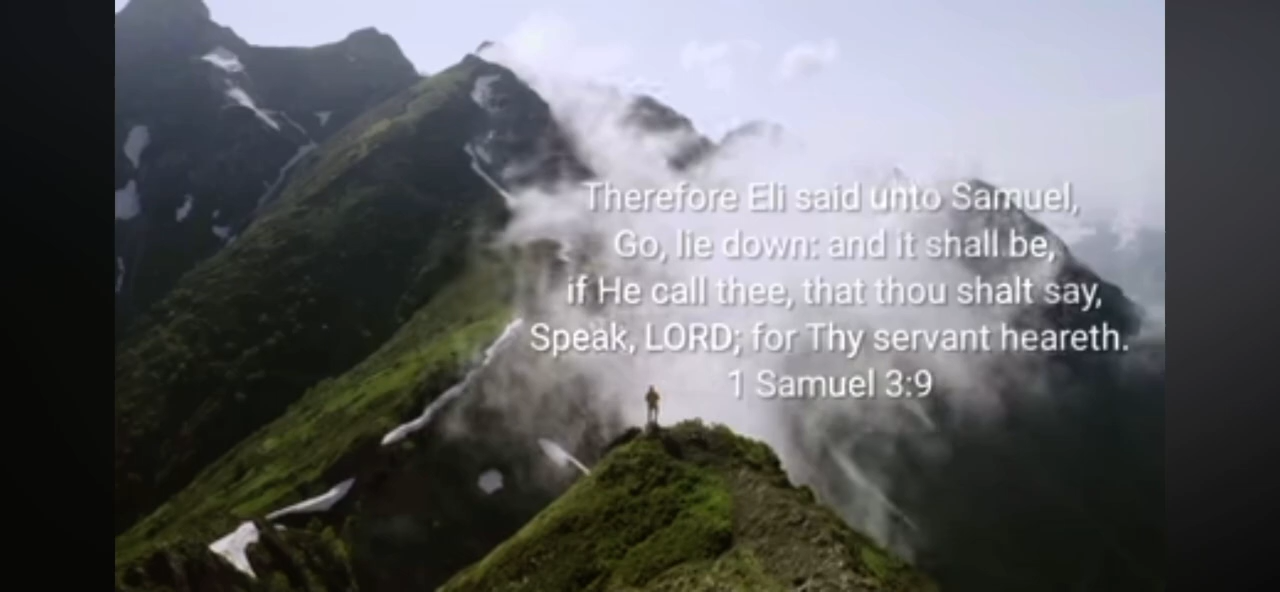 Therefore Eli said unto Samuel,
Go, lie down: and it shall be,
if He call thee, that thou shalt say,
Speak, LORD; for Thy servant heareth.
1 Samuel 3:9